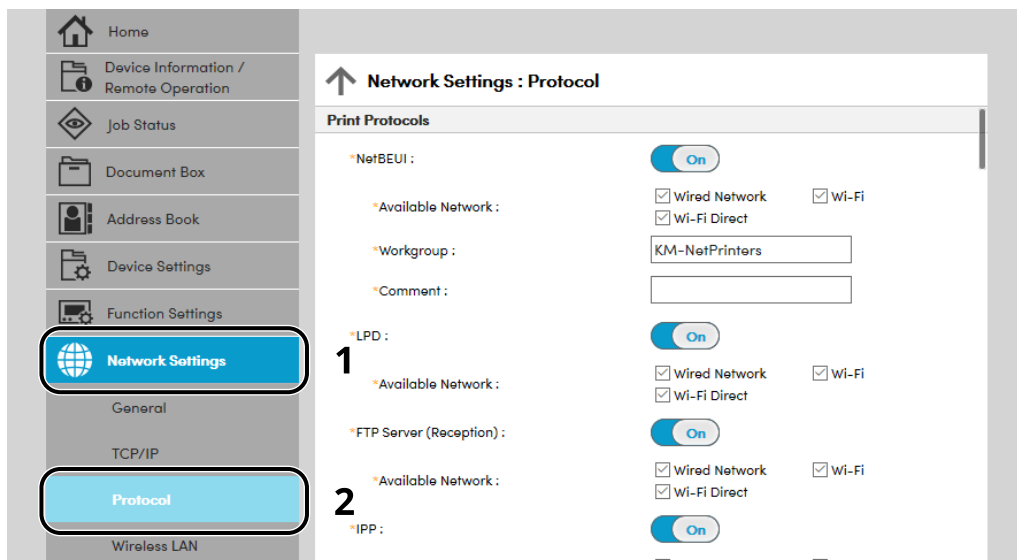 Home
Device Information /
Remote Operation
Job Status
Document Box
Address Book
Device Settings
Function Settings
Network Settings
1
General
TCP/IP
Protocol
2
Wireless LAN
Network Settings : Protocol
Print Protocols
*NetBEUI : On
*Available Network : Wired Network Wi-Fi
Wi-Fi Direct
*Workgroup : KM-NetPrinters
*Comment :
*LPD : On
*Available Network : Wired Network Wi-Fi
Wi-Fi Direct
*FTP Server (Reception) : On
*Available Network : Wired Network Wi-Fi
Wi-Fi Direct
*IPP : On